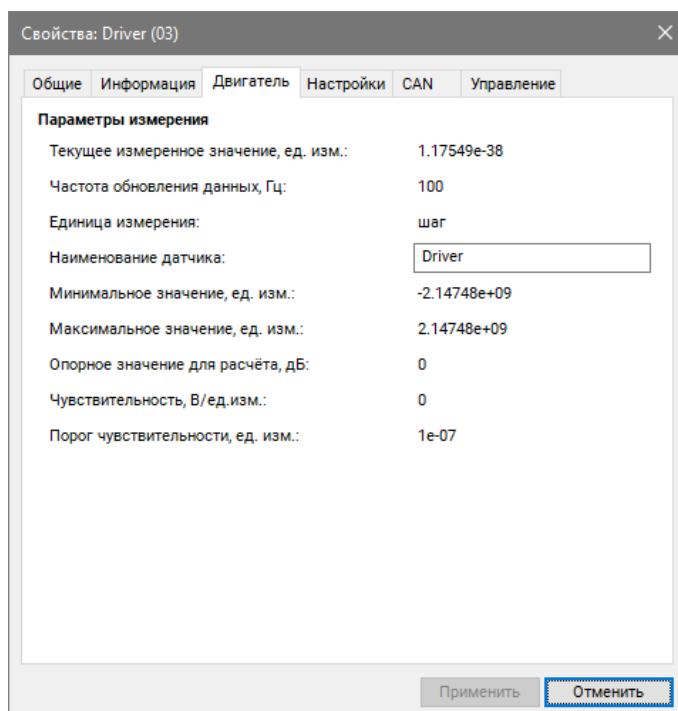 Свойства: Driver (03)
Общие Информация Двигатель Настройки CAN Управление
Параметры измерения
Текущее измеренное значение, ед. изм.: 1.17549e-38
Частота обновления данных, Гц: 100
Единица измерения: шаг
Наименование датчика: Driver
Минимальное значение, ед. изм.: -2.14748e+09
Максимальное значение, ед. изм.: 2.14748e+09
Опорное значение для расчёта, дБ: 0
Чувствительность, В/ед.изм.: 0
Порог чувствительности, ед. изм.: 1e-07
Применить Отменить